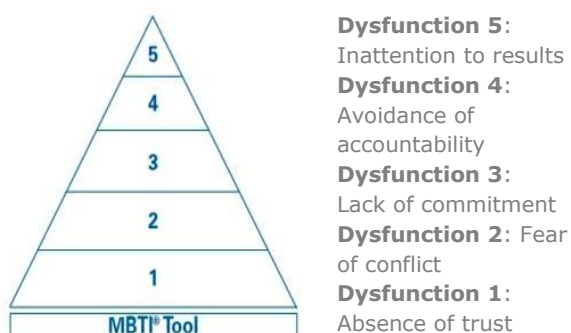 5
4
3
2
1
MBTI® Tool
Dysfunction 5:
Inattention to results
Dysfunction 4:
Avoidance of
accountability
Dysfunction 3:
Lack of commitment
Dysfunction 2: Fear
of conflict
Dysfunction 1:
Absence of trust